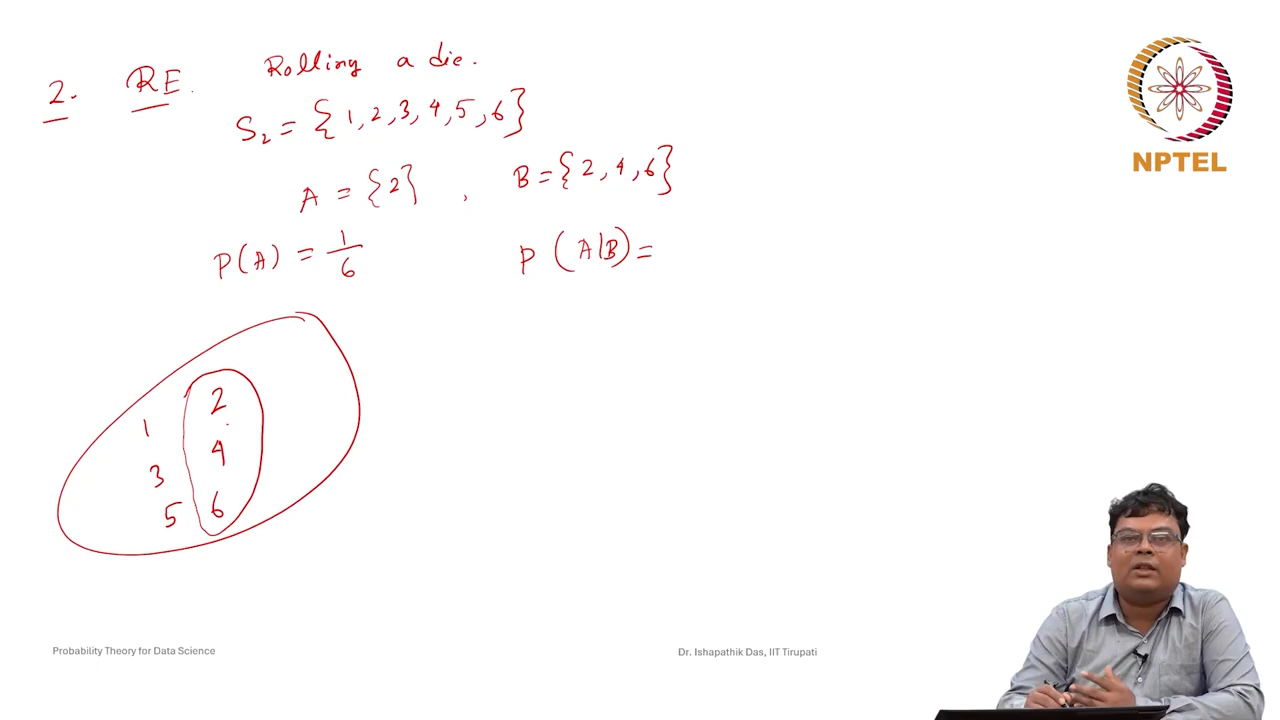 2. RE. Rolling a die.
S₂ = {1, 2, 3, 4, 5, 6}
A = {2} , B = {2, 4, 6}
P(A) = 1/6 P(A|B) =
1 2
3 4
5 6
NPTEL
Probability Theory for Data Science
Dr. Ishapathik Das, IIT Tirupati